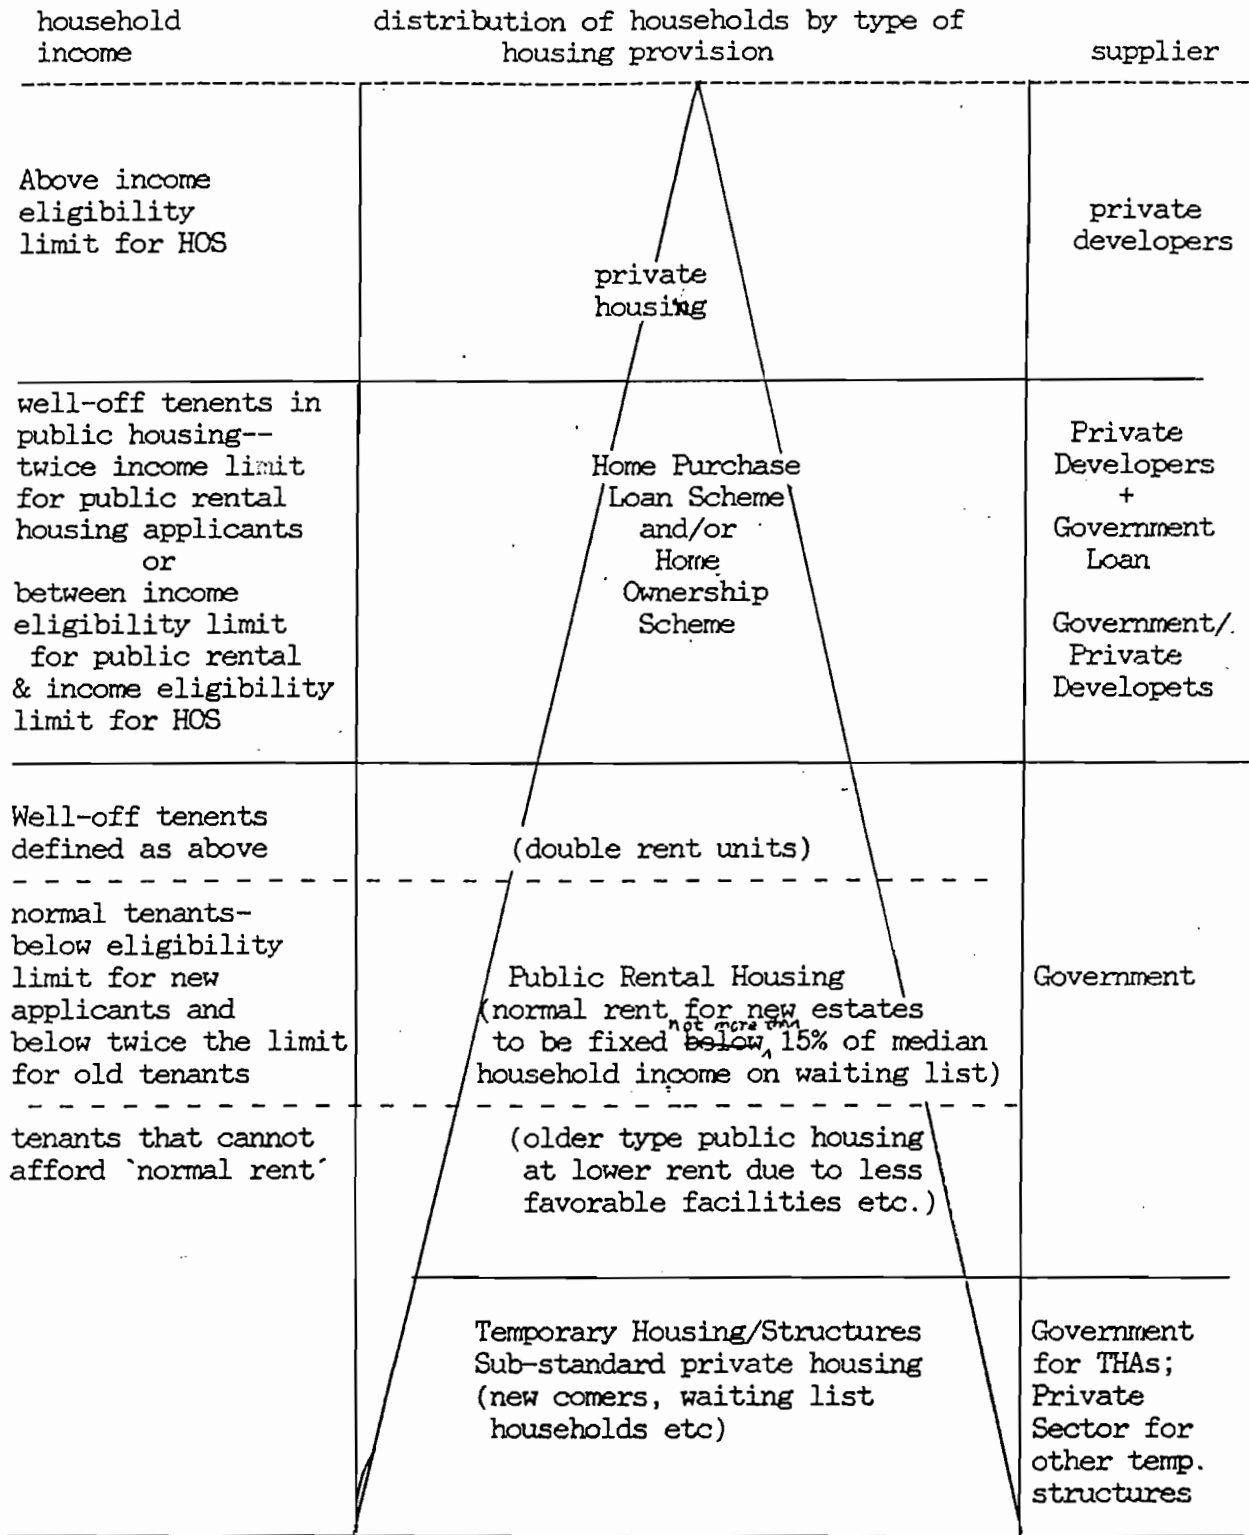 household
income
distribution of households by type of
housing provision
supplier
Above income
eligibility
limit for HOS
private
housing
private
developers
well-off tenents in
public housing--
twice income limit
for public rental
housing applicants
or
between income
eligibility limit
for public rental
& income eligibility
limit for HOS
Home Purchase
Loan Scheme
and/or
Home
Ownership
Scheme
Private
Developers
+
Government
Loan
Government/
Private
Developets
Well-off tenents
defined as above
(double rent units)
normal tenants-
below eligibility
limit for new
applicants and
below twice the limit
for old tenants
Public Rental Housing
(normal rent for new estates
not more than
to be fixed below 15% of median
household income on waiting list)
Government
tenants that cannot
afford `normal rent´
(older type public housing
at lower rent due to less
favorable facilities etc.)
Temporary Housing/Structures
Sub-standard private housing
(new comers, waiting list
households etc)
Government
for THAs;
Private
Sector for
other temp.
structures